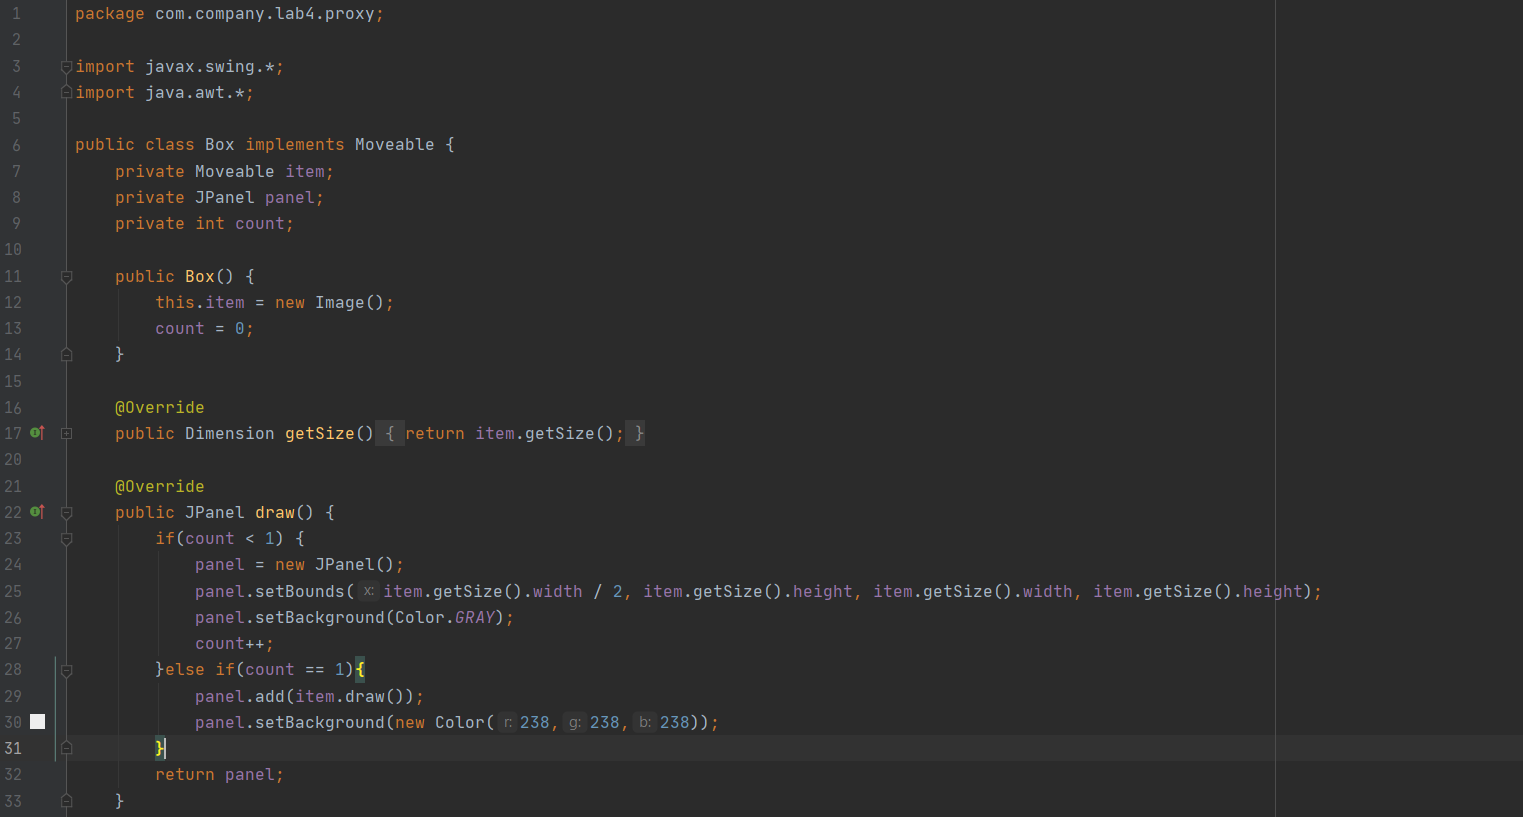 1 package com.company.lab4.proxy;
2
3 import javax.swing.*;
4 import java.awt.*;
5
6 public class Box implements Moveable {
7     private Moveable item;
8     private JPanel panel;
9     private int count;
10
11     public Box() {
12         this.item = new Image();
13         count = 0;
14     }
15
16     @Override
17     public Dimension getSize() { return item.getSize(); }
20
21     @Override
22     public JPanel draw() {
23         if(count < 1) {
24             panel = new JPanel();
25             panel.setBounds( x: item.getSize().width / 2, item.getSize().height, item.getSize().width, item.getSize().height);
26             panel.setBackground(Color.GRAY);
27             count++;
28         }else if(count == 1){
29             panel.add(item.draw());
30             panel.setBackground(new Color( r: 238, g: 238, b: 238));
31         }
32         return panel;
33     }